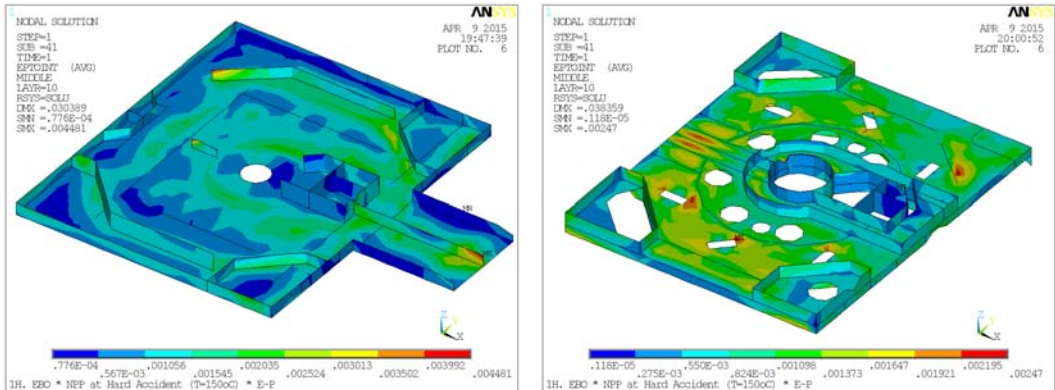 1
ANSYS
NODAL SOLUTION
APR 9 2015
19:47:39
PLOT NO. 6
STEP=1
SUB =41
TIME=1
EPTOINT (AVG)
MIDDLE
LAYR=10
RSYS=SOLU
DMX =.030389
SMN =.776E-04
SMX =.004481
MN
MX
Z
Y
X
.776E-04 .001056 .002035 .003013 .003992
.567E-03 .001545 .002524 .003502 .004481
1H. EBO * NPP at Hard Accident (T=150oC) * E-P
1
ANSYS
NODAL SOLUTION
APR 9 2015
20:00:52
PLOT NO. 6
STEP=1
SUB =41
TIME=1
EPTOINT (AVG)
MIDDLE
LAYR=10
RSYS=SOLU
DMX =.038359
SMN =.118E-05
SMX =.00247
Z
Y
X
.118E-05 .550E-03 .001098 .001647 .002195
.275E-03 .824E-03 .001373 .001921 .00247
1H. EBO * NPP at Hard Accident (T=150oC) * E-P